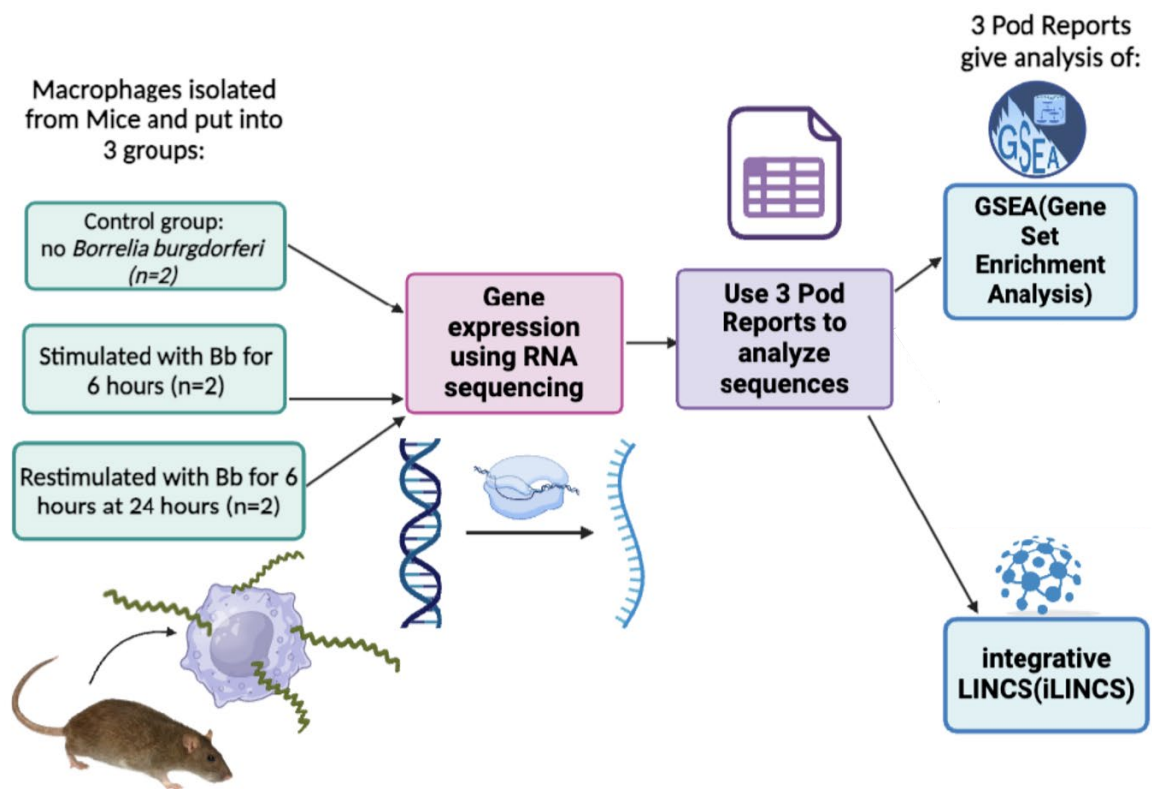 Macrophages isolated
from Mice and put into
3 groups:
Control group:
no Borrelia burgdorferi
(n=2)
Stimulated with Bb for
6 hours (n=2)
Restimulated with Bb for 6
hours at 24 hours (n=2)
Gene
expression
using RNA
sequencing
Use 3 Pod
Reports to
analyze
sequences
3 Pod Reports
give analysis of:
GSEA
GSEA(Gene
Set
Enrichment
Analysis)
integrative
LINCS(iLINCS)